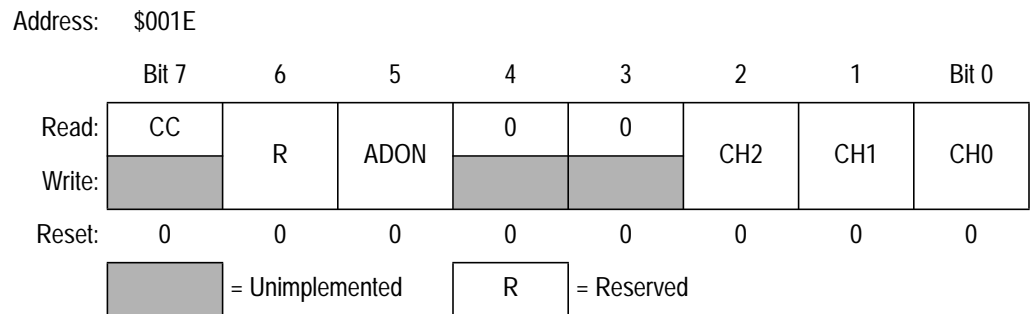 Address: $001E
Bit 7 6 5 4 3 2 1 Bit 0
Read: CC 0 0
R ADON CH2 CH1 CH0
Write:
Reset: 0 0 0 0 0 0 0 0
= Unimplemented R = Reserved